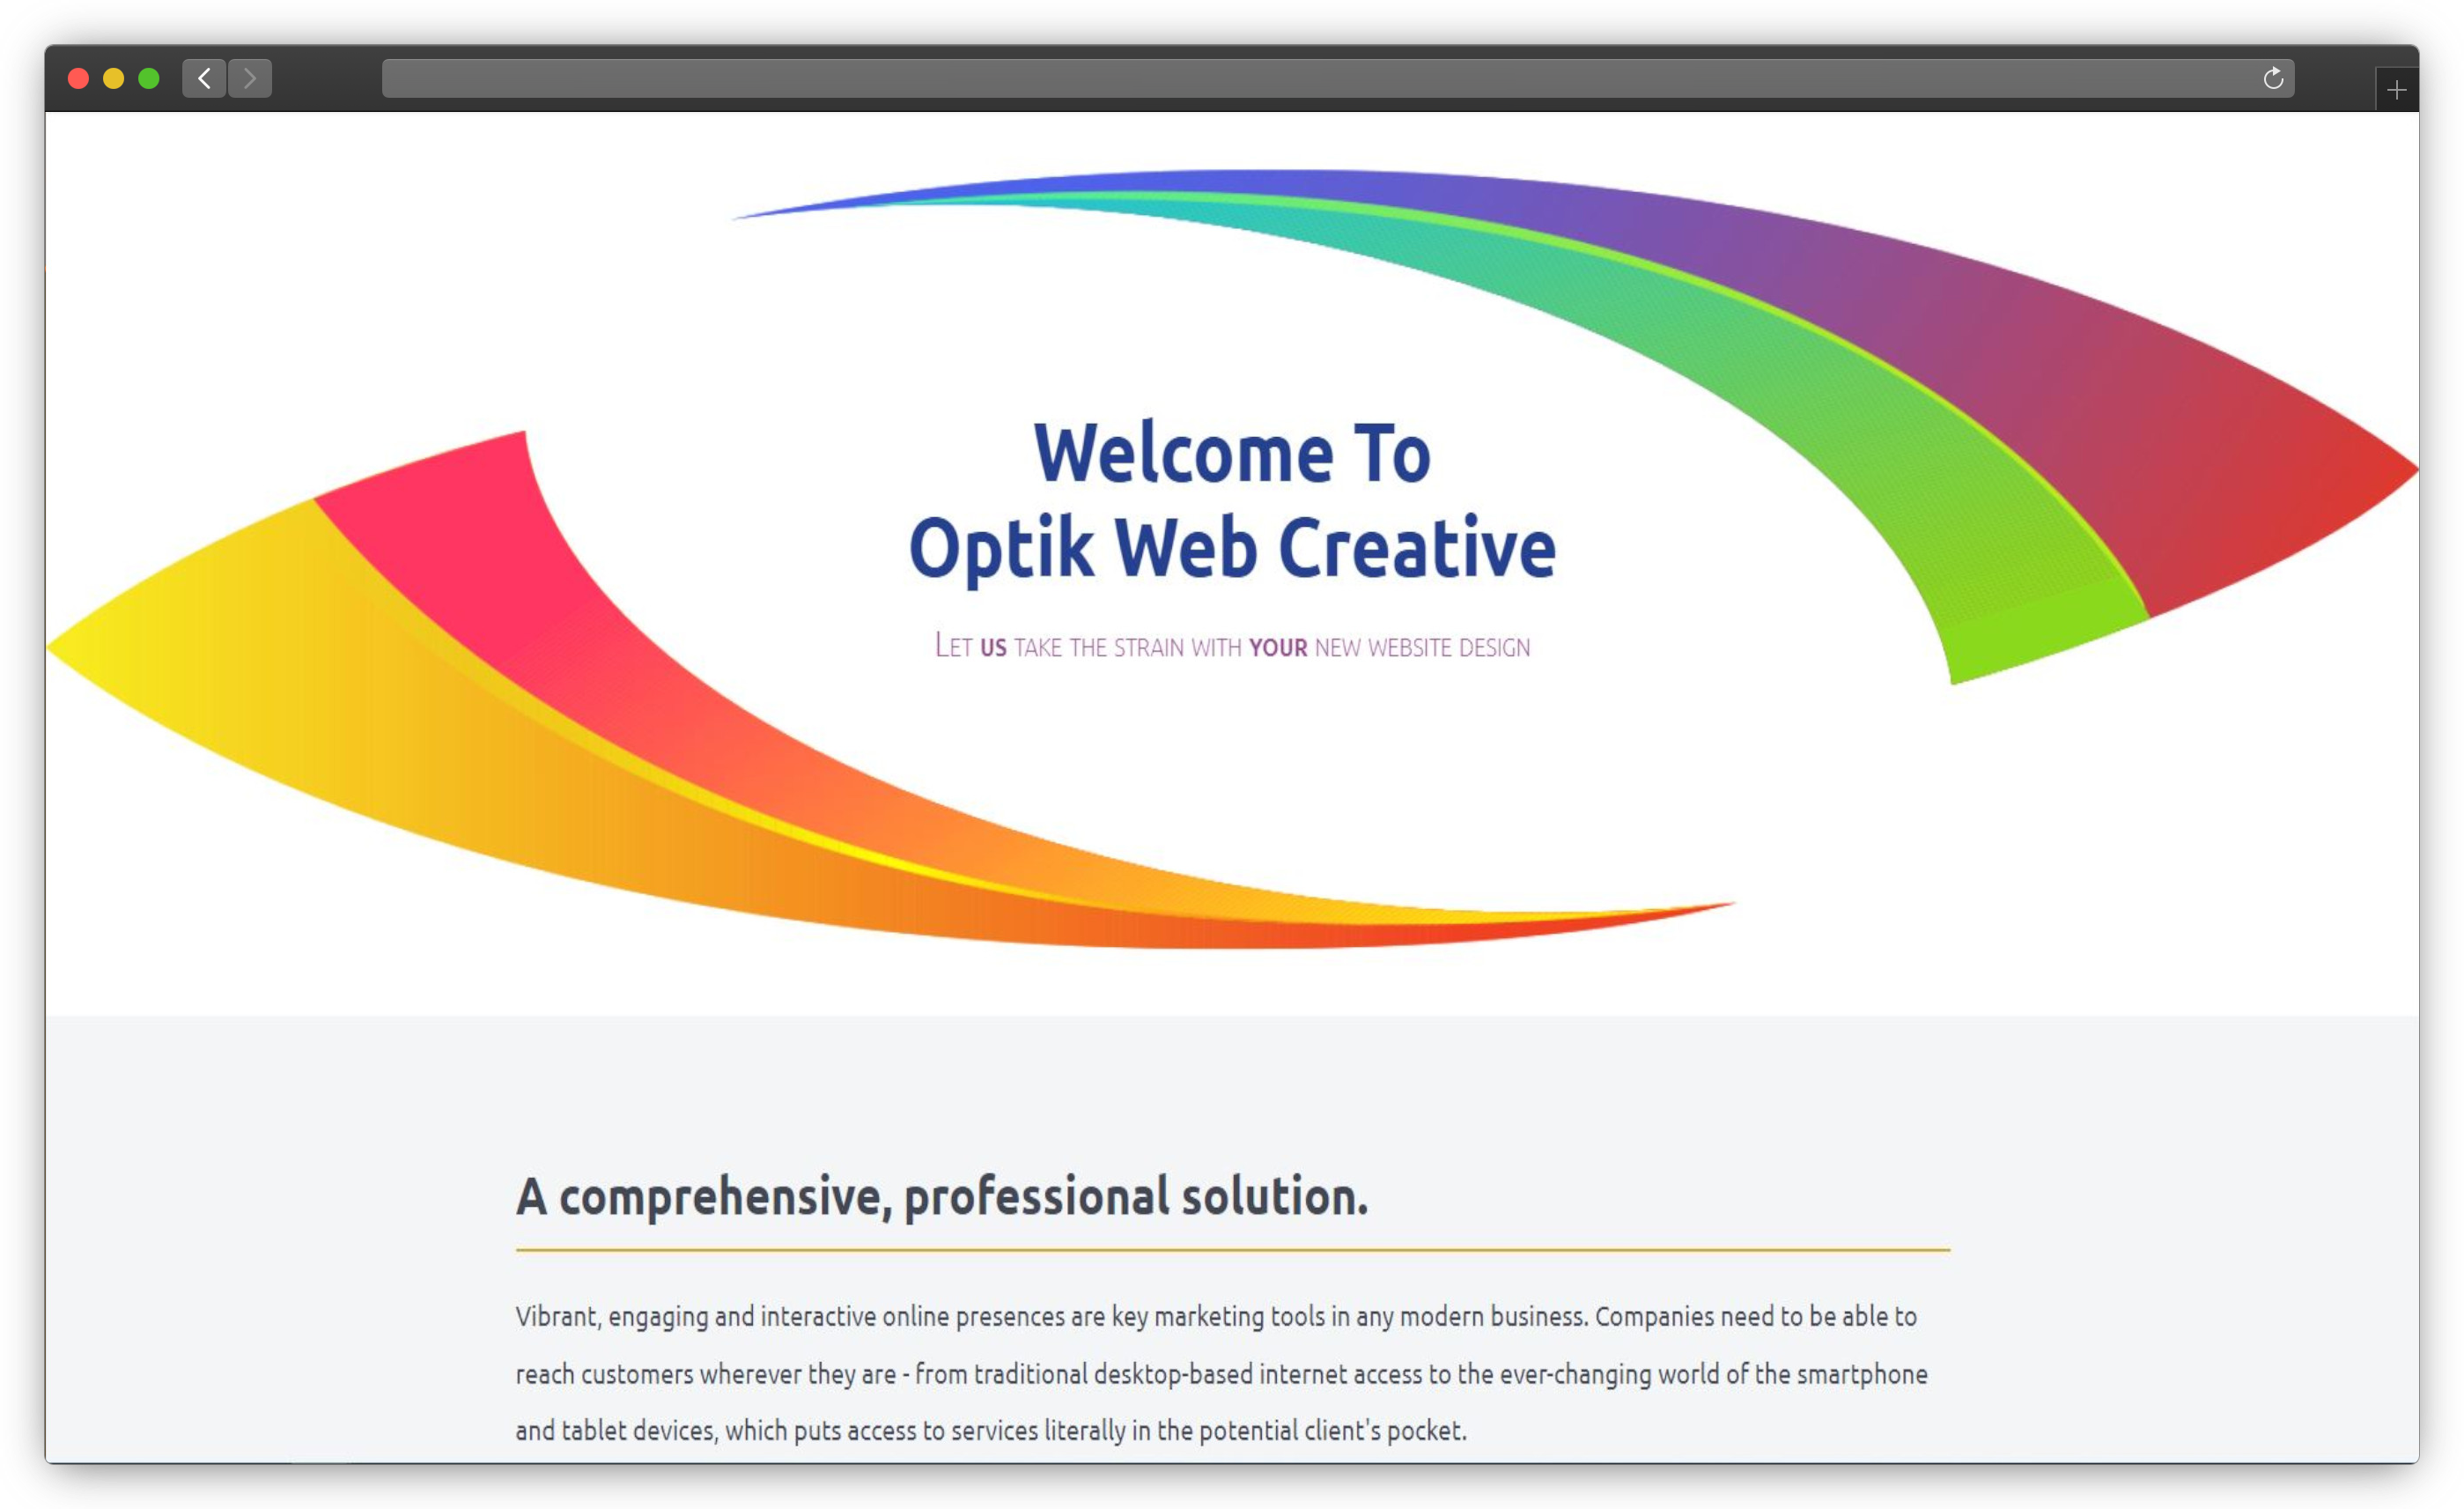 Welcome To
Optik Web Creative
Let us take the strain with your new website design
A comprehensive, professional solution.
Vibrant, engaging and interactive online presences are key marketing tools in any modern business. Companies need to be able to
reach customers wherever they are - from traditional desktop-based internet access to the ever-changing world of the smartphone
and tablet devices, which puts access to services literally in the potential client's pocket.